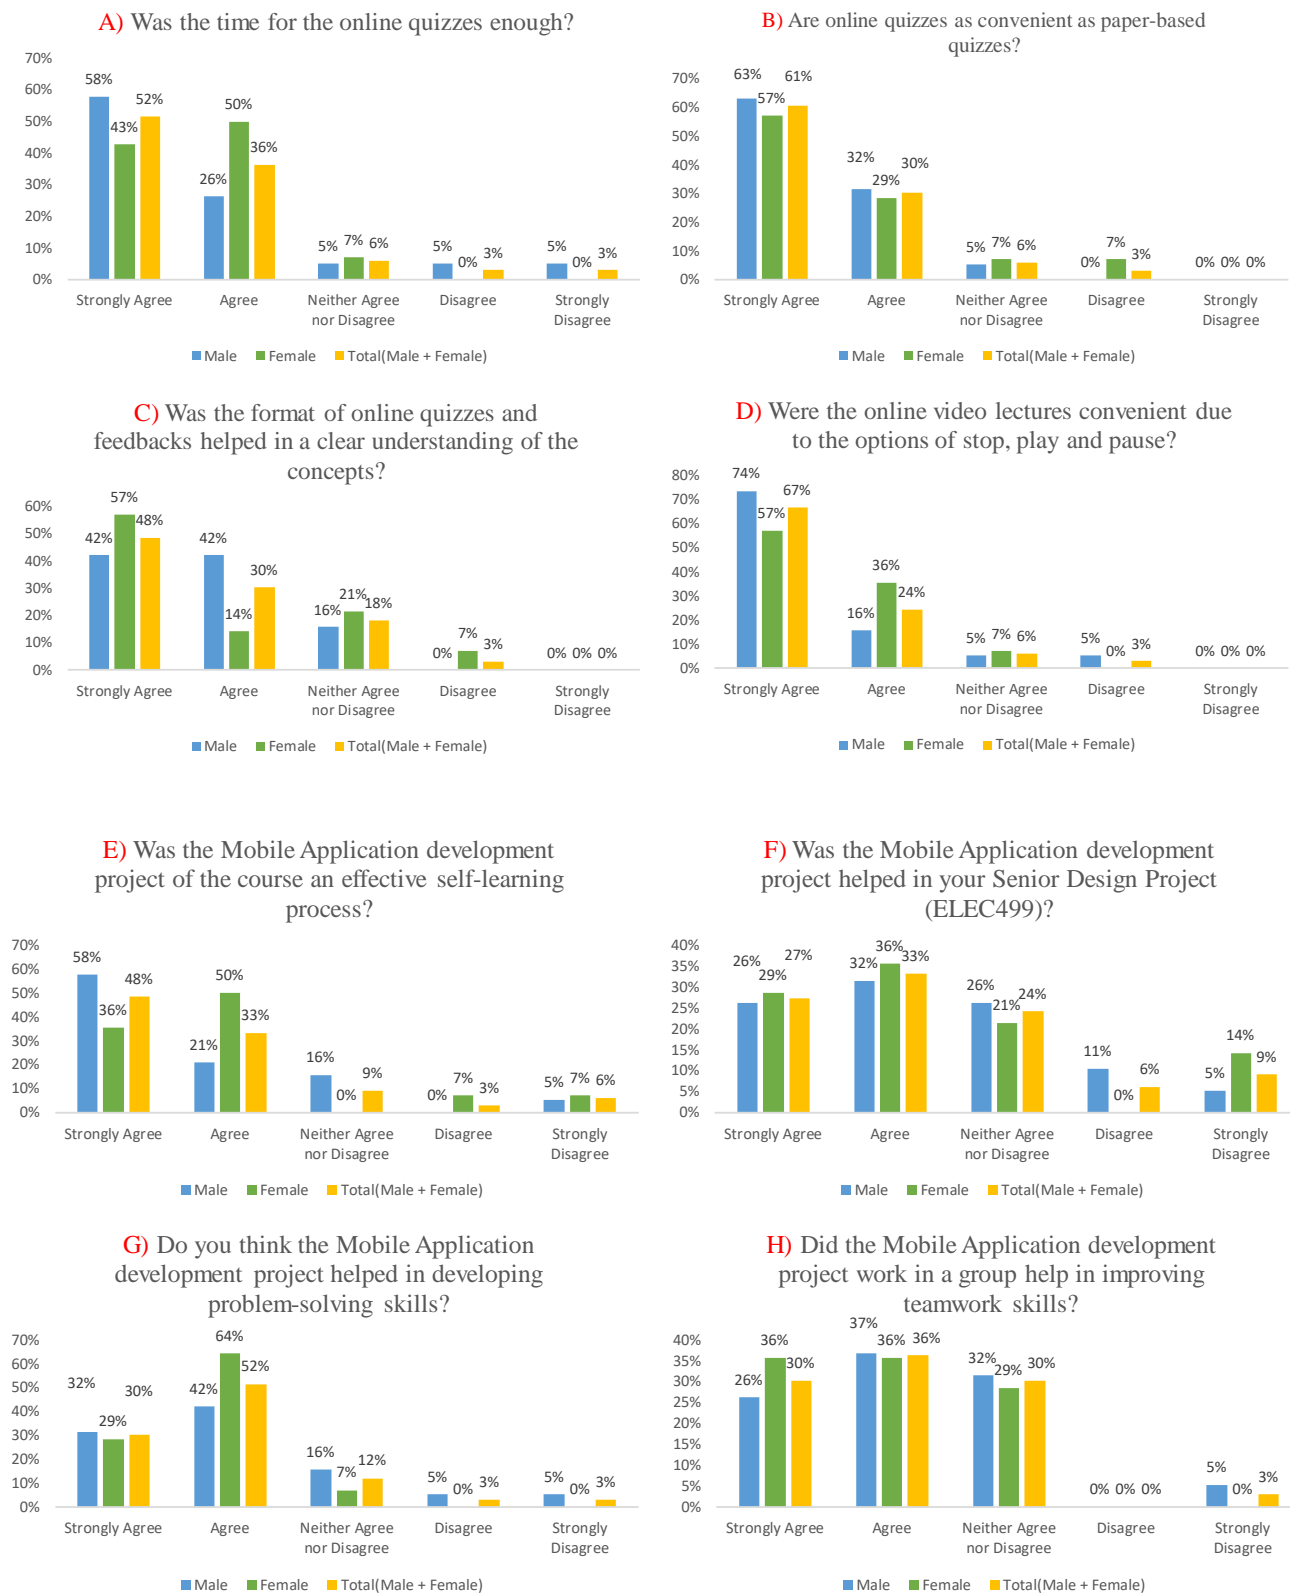 A) Was the time for the online quizzes enough?
70%
60%
50%
40%
30%
20%
10%
0%
58% 43% 52%
26% 50% 36%
5% 7% 6%
5% 0% 3%
5% 0% 3%
Strongly Agree Agree Neither Agree Disagree Strongly
nor Disagree Disagree
Male Female Total(Male + Female)
B) Are online quizzes as convenient as paper-based
quizzes?
70%
60%
50%
40%
30%
20%
10%
0%
63% 57% 61%
32% 29% 30%
5% 7% 6%
0% 7% 3%
0% 0% 0%
Strongly Agree Agree Neither Agree Disagree Strongly
nor Disagree Disagree
Male Female Total(Male + Female)
C) Was the format of online quizzes and
feedbacks helped in a clear understanding of the
concepts?
60%
50%
40%
30%
20%
10%
0%
42% 57% 48%
42% 14% 30%
16% 21% 18%
0% 7% 3%
0% 0% 0%
Strongly Agree Agree Neither Agree Disagree Strongly
nor Disagree Disagree
Male Female Total(Male + Female)
D) Were the online video lectures convenient due
to the options of stop, play and pause?
80%
70%
60%
50%
40%
30%
20%
10%
0%
74% 57% 67%
16% 36% 24%
5% 7% 6%
5% 0% 3%
0% 0% 0%
Strongly Agree Agree Neither Agree Disagree Strongly
nor Disagree Disagree
Male Female Total(Male + Female)
E) Was the Mobile Application development
project of the course an effective self-learning
process?
70%
60%
50%
40%
30%
20%
10%
0%
58% 36% 48%
21% 50% 33%
16% 0% 9%
0% 7% 3%
5% 7% 6%
Strongly Agree Agree Neither Agree Disagree Strongly
nor Disagree Disagree
Male Female Total(Male + Female)
F) Was the Mobile Application development
project helped in your Senior Design Project
(ELEC499)?
40%
35%
30%
25%
20%
15%
10%
5%
0%
26% 29% 27%
32% 36% 33%
26% 21% 24%
11% 0% 6%
5% 14% 9%
Strongly Agree Agree Neither Agree Disagree Strongly
nor Disagree Disagree
Male Female Total(Male + Female)
G) Do you think the Mobile Application
development project helped in developing
problem-solving skills?
70%
60%
50%
40%
30%
20%
10%
0%
32% 29% 30%
42% 64% 52%
16% 7% 12%
5% 0% 3%
5% 0% 3%
Strongly Agree Agree Neither Agree Disagree Strongly
nor Disagree Disagree
Male Female Total(Male + Female)
H) Did the Mobile Application development
project work in a group help in improving
teamwork skills?
40%
35%
30%
25%
20%
15%
10%
5%
0%
26% 36% 30%
37% 36% 36%
32% 29% 30%
0% 0% 0%
5% 0% 3%
Strongly Agree Agree Neither Agree Disagree Strongly
nor Disagree Disagree
Male Female Total(Male + Female)